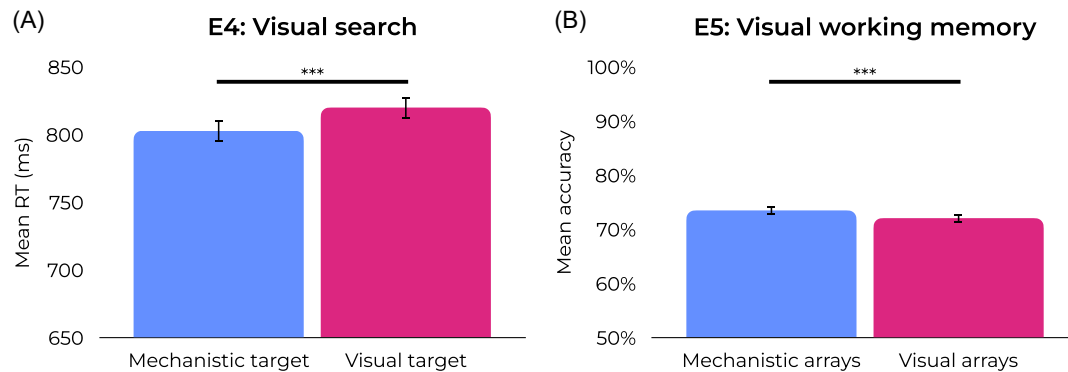 (A)
E4: Visual search
850
800
750
700
650
Mean RT (ms)
***
Mechanistic target
Visual target
(B)
E5: Visual working memory
100%
90%
80%
70%
60%
50%
Mean accuracy
***
Mechanistic arrays
Visual arrays